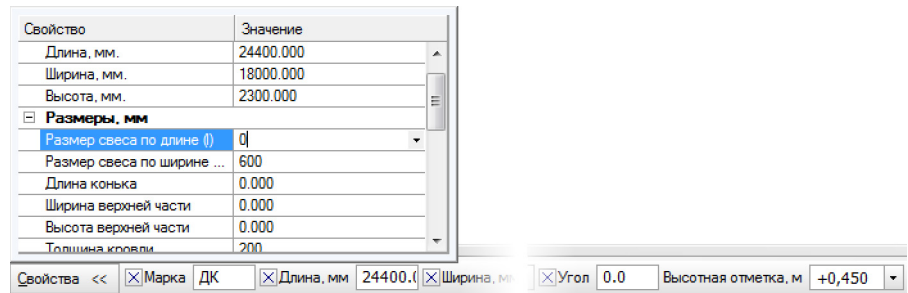 Свойство Значение
Длина, мм. 24400.000
Ширина, мм. 18000.000
Высота, мм. 2300.000
Размеры, мм
Размер свеса по длине (l) 0
Размер свеса по ширине ... 600
Длина конька 0.000
Ширина верхней части 0.000
Высота верхней части 0.000
Толщина кровли 200
Свойства << Марка ДК Длина, мм 24400.( Ширина, м Угол 0.0 Высотная отметка, м +0,450